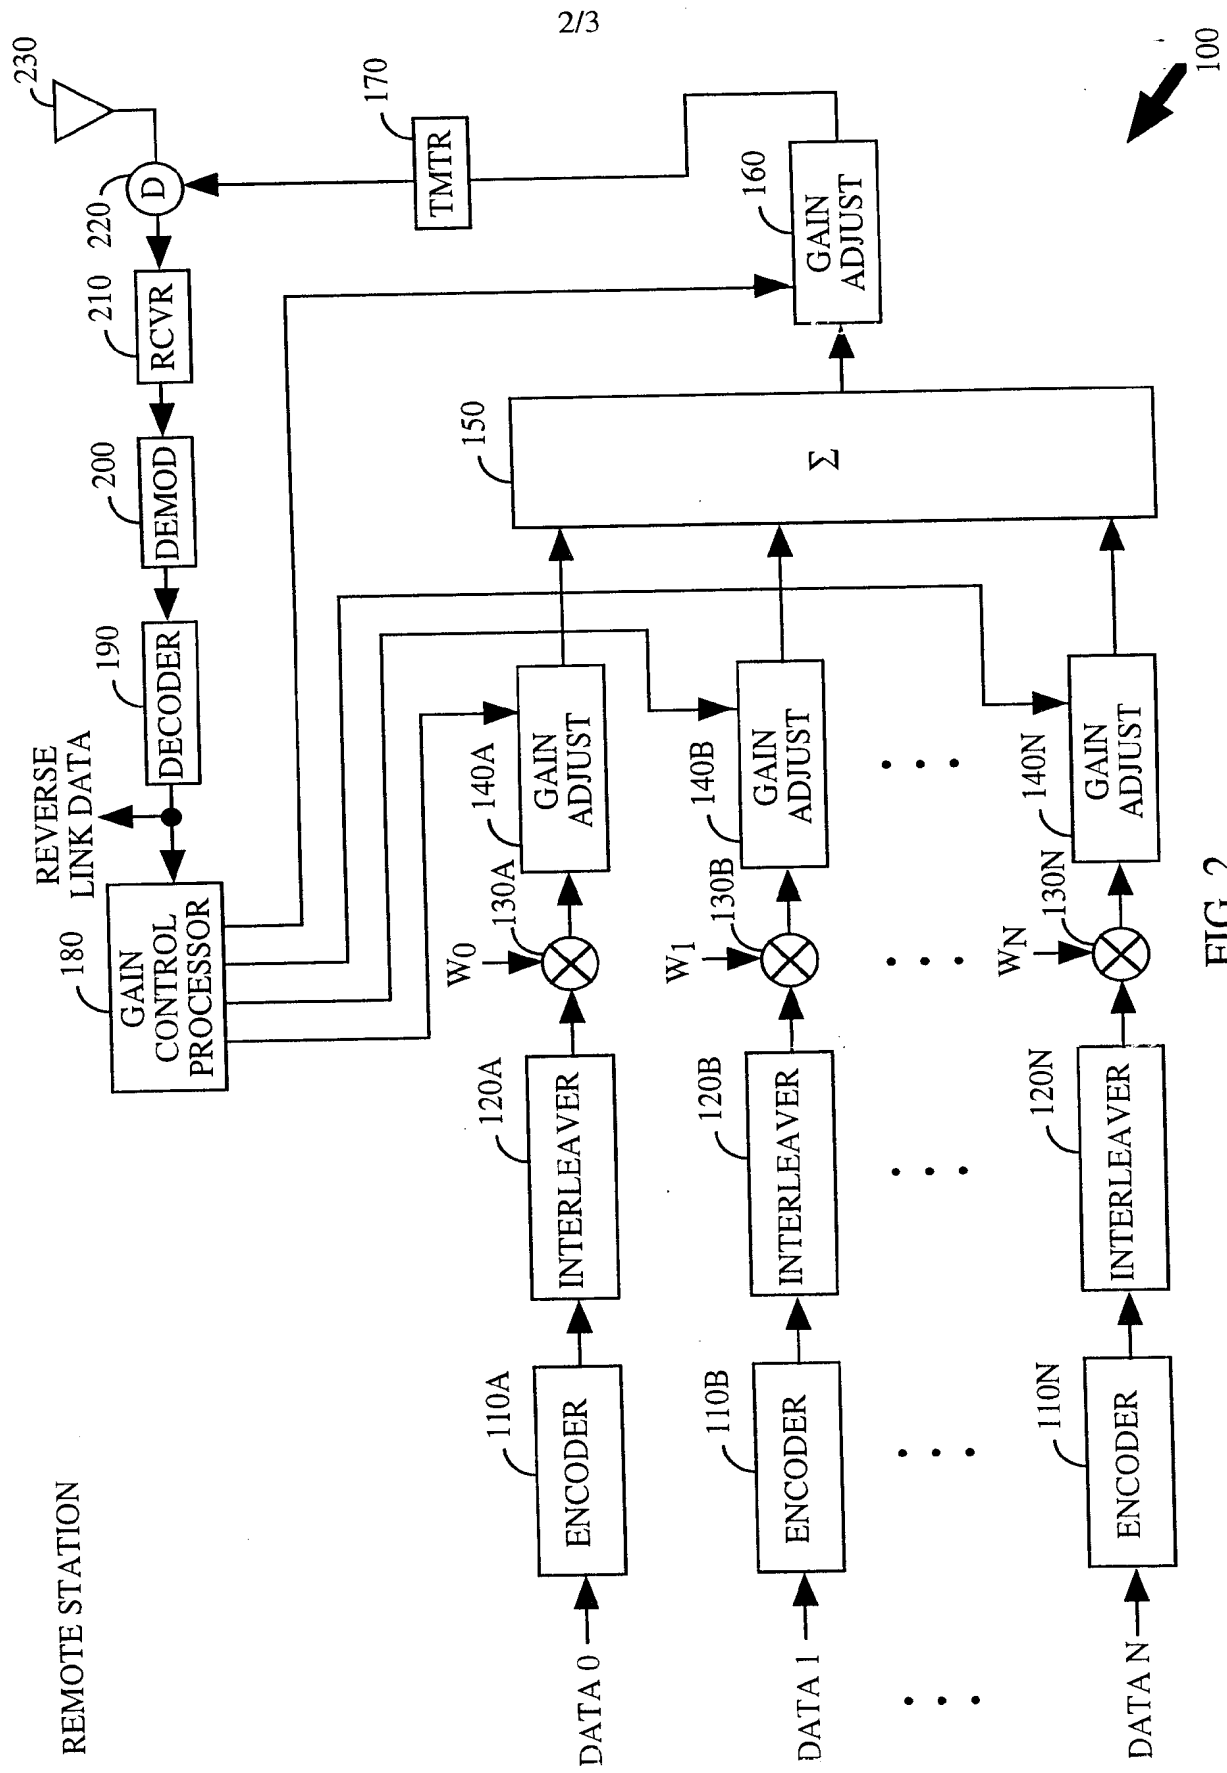 2/3
REMOTE STATION
REVERSE
LINK DATA
180
GAIN
CONTROL
PROCESSOR
190
DECODER
200
DEMOD
210
RCVR
220
D
230
170
TMTR
160
GAIN
ADJUST
150
Σ
DATA 0
110A
ENCODER
120A
INTERLEAVER
W0
130A
140A
GAIN
ADJUST
DATA 1
110B
ENCODER
120B
INTERLEAVER
W1
130B
140B
GAIN
ADJUST
DATA N
110N
ENCODER
120N
INTERLEAVER
WN
130N
140N
GAIN
ADJUST
100
FIG. 2